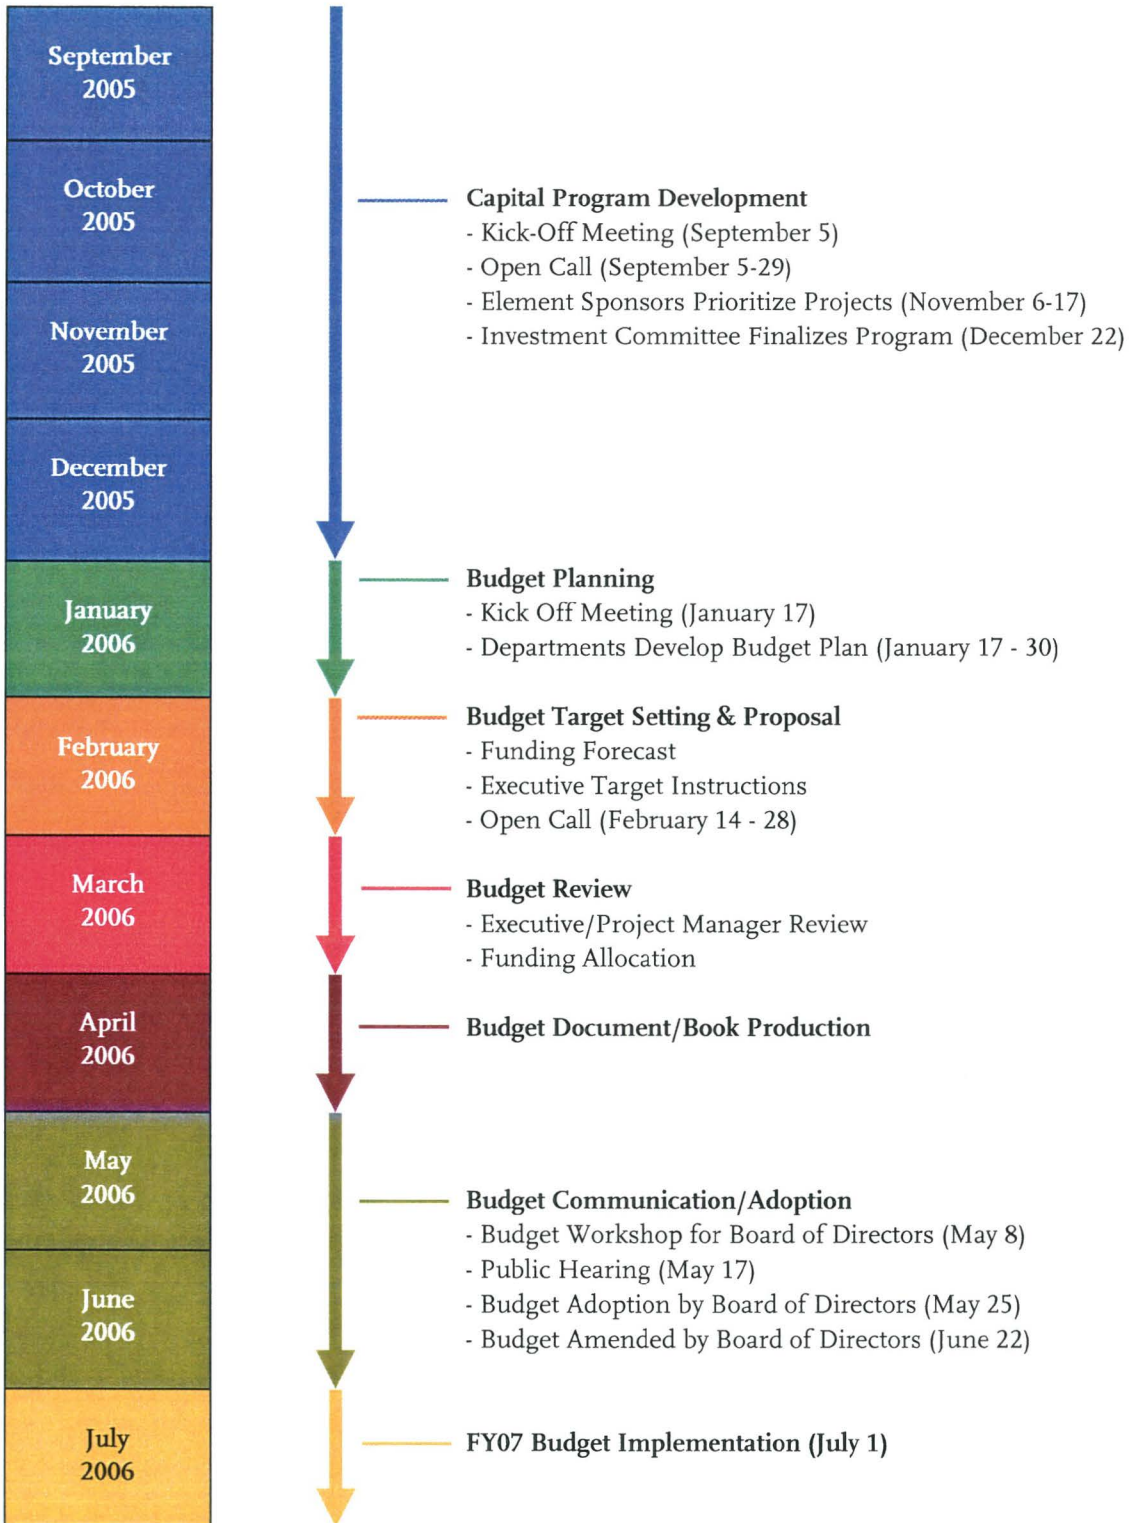 September
2005
October
2005
Capital Program Development
- Kick-Off Meeting (September 5)
- Open Call (September 5-29)
- Element Sponsors Prioritize Projects (November 6-17)
- Investment Committee Finalizes Program (December 22)
November
2005
December
2005
January
2006
Budget Planning
- Kick Off Meeting (January 17)
- Departments Develop Budget Plan (January 17 - 30)
February
2006
Budget Target Setting & Proposal
- Funding Forecast
- Executive Target Instructions
- Open Call (February 14 - 28)
March
2006
Budget Review
- Executive/Project Manager Review
- Funding Allocation
April
2006
Budget Document/Book Production
May
2006
June
2006
Budget Communication/Adoption
- Budget Workshop for Board of Directors (May 8)
- Public Hearing (May 17)
- Budget Adoption by Board of Directors (May 25)
- Budget Amended by Board of Directors (June 22)
July
2006
FY07 Budget Implementation (July 1)